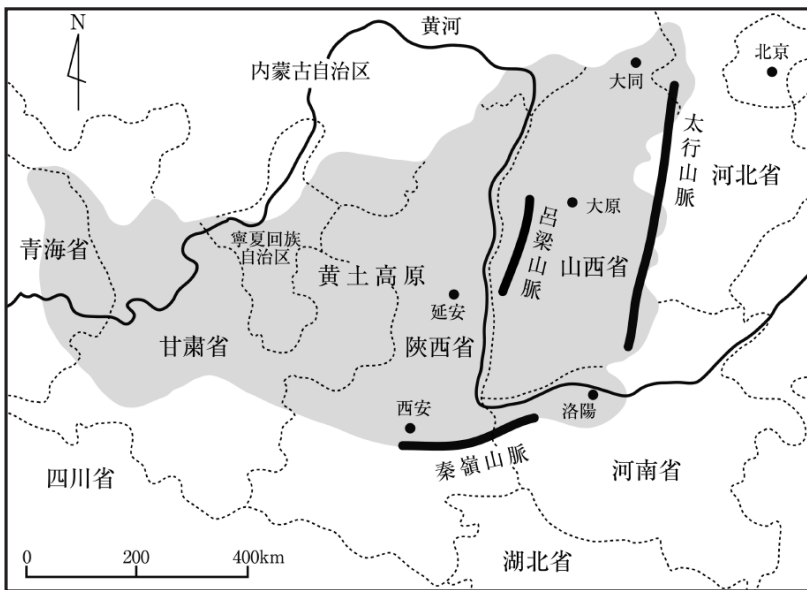 N
黄河
北京
内蒙古自治区
大同
太行山脈
河北省
大原
呂梁山脈
山西省
青海省
寧夏回族
自治区
黄土高原
延安
甘粛省
陝西省
西安
洛陽
秦嶺山脈
四川省
河南省
湖北省
0 200 400km